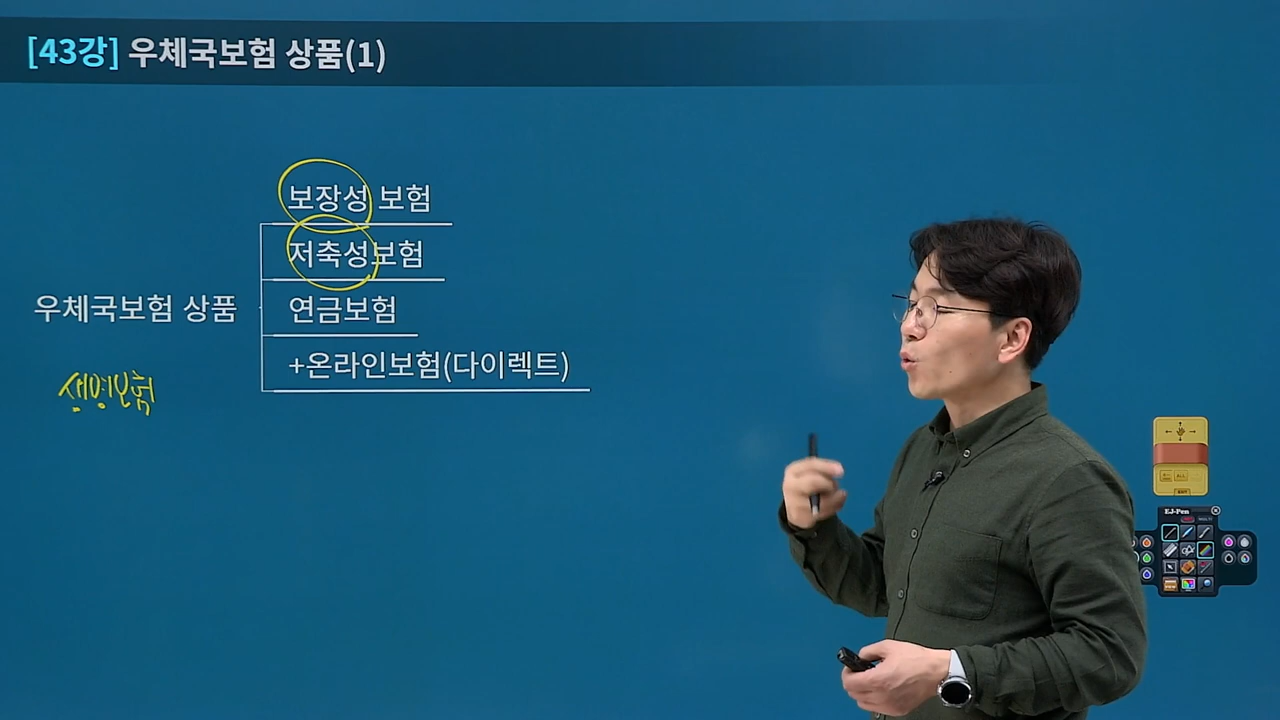 [43강] 우체국보험 상품(1)
보장성 보험
저축성보험
우체국보험 상품
연금보험
+온라인보험(다이렉트)
생명보험
EJ-Pen